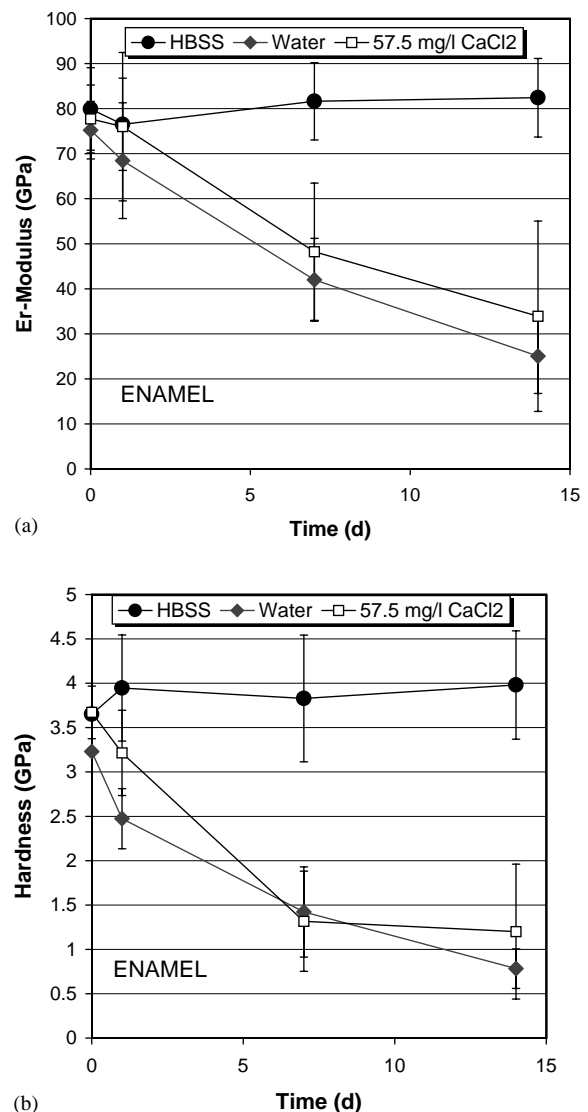 HBSS Water 57.5 mg/l CaCl2
100
90
80
70
60
50
40
30
20
10
0
Er-Modulus (GPa)
ENAMEL
0 5 10 15
(a)
Time (d)
HBSS Water 57.5 mg/l CaCl2
5
4.5
4
3.5
3
2.5
2
1.5
1
0.5
0
Hardness (GPa)
ENAMEL
0 5 10 15
(b)
Time (d)